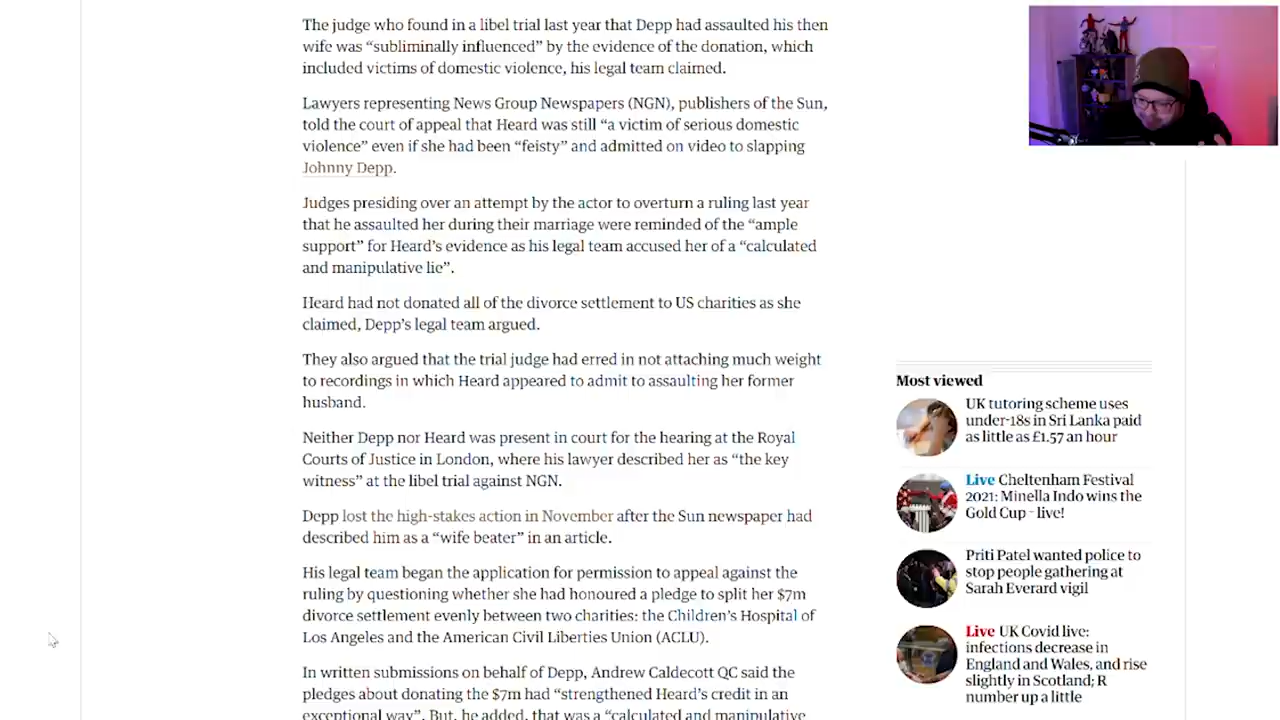 The judge who found in a libel trial last year that Depp had assaulted his then
wife was “subliminally influenced” by the evidence of the donation, which
included victims of domestic violence, his legal team claimed.
Lawyers representing News Group Newspapers (NGN), publishers of the Sun,
told the court of appeal that Heard was still “a victim of serious domestic
violence” even if she had been “feisty” and admitted on video to slapping
Johnny Depp.
Judges presiding over an attempt by the actor to overturn a ruling last year
that he assaulted her during their marriage were reminded of the “ample
support” for Heard’s evidence as his legal team accused her of a “calculated
and manipulative lie”.
Heard had not donated all of the divorce settlement to US charities as she
claimed, Depp’s legal team argued.
They also argued that the trial judge had erred in not attaching much weight
to recordings in which Heard appeared to admit to assaulting her former
husband.
Neither Depp nor Heard was present in court for the hearing at the Royal
Courts of Justice in London, where his lawyer described her as “the key
witness” at the libel trial against NGN.
Depp lost the high-stakes action in November after the Sun newspaper had
described him as a “wife beater” in an article.
His legal team began the application for permission to appeal against the
ruling by questioning whether she had honoured a pledge to split her $7m
divorce settlement evenly between two charities: the Children’s Hospital of
Los Angeles and the American Civil Liberties Union (ACLU).
In written submissions on behalf of Depp, Andrew Caldecott QC said the
pledges about donating the $7m had “strengthened Heard’s credit in an
exceptional way”. But, he added, that was a “calculated and manipulative
Most viewed
UK tutoring scheme uses
under-18s in Sri Lanka paid
as little as £1.57 an hour
Live Cheltenham Festival
2021: Minella Indo wins the
Gold Cup – live!
Priti Patel wanted police to
stop people gathering at
Sarah Everard vigil
Live UK Covid live:
infections decrease in
England and Wales, and rise
slightly in Scotland; R
number up a little